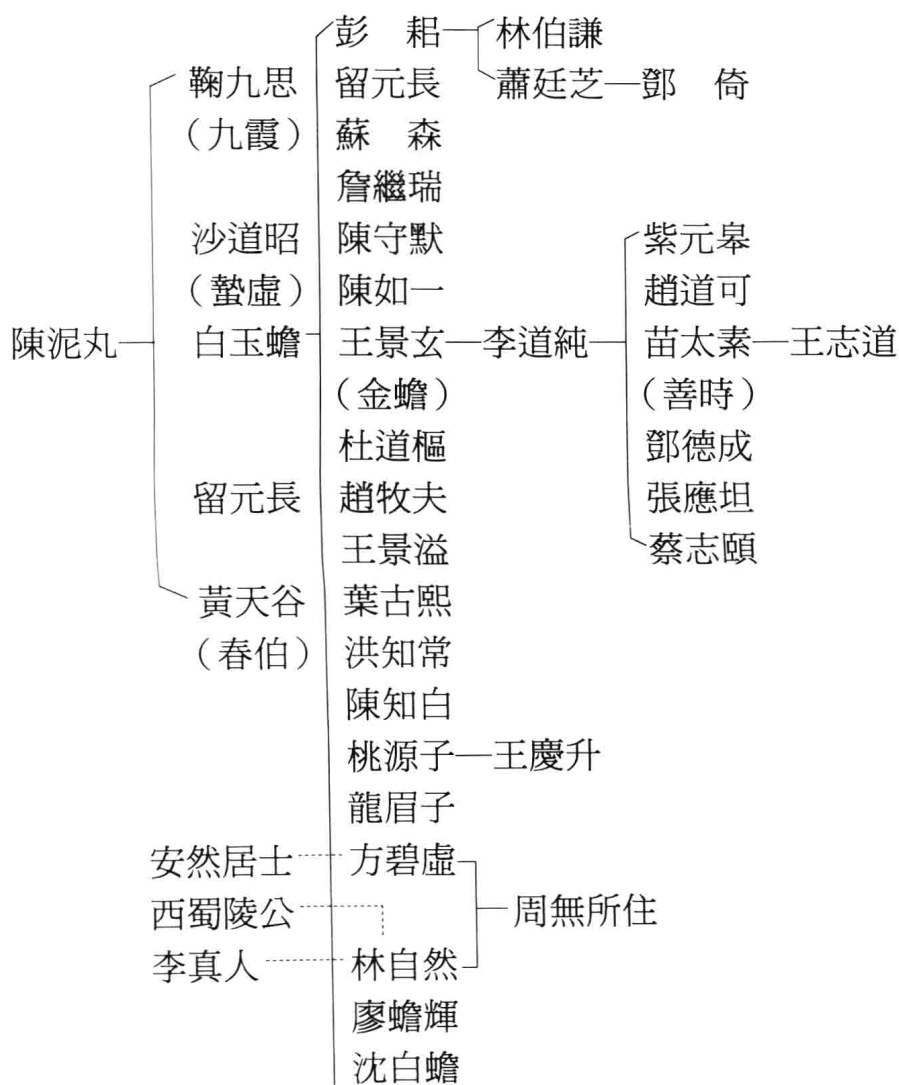 彭　耜 林伯謙
鞠九思 留元長 蕭廷芝 鄧　倚
（九霞） 蘇　森
詹繼瑞
沙道昭 陳守默 紫元皋
（蟄虛） 陳如一 趙道可
陳泥丸 白玉蟾 王景玄 李道純 苗太素 王志道
（金蟾） （善時）
杜道樞 鄧德成
留元長 趙牧夫 張應坦
王景溢 蔡志頤
黃天谷 葉古熙
（春伯） 洪知常
陳知白
桃源子 王慶升
龍眉子
安然居士 方碧虛
西蜀陵公 周無所住
李真人 林自然
廖蟾輝
沈白蟾